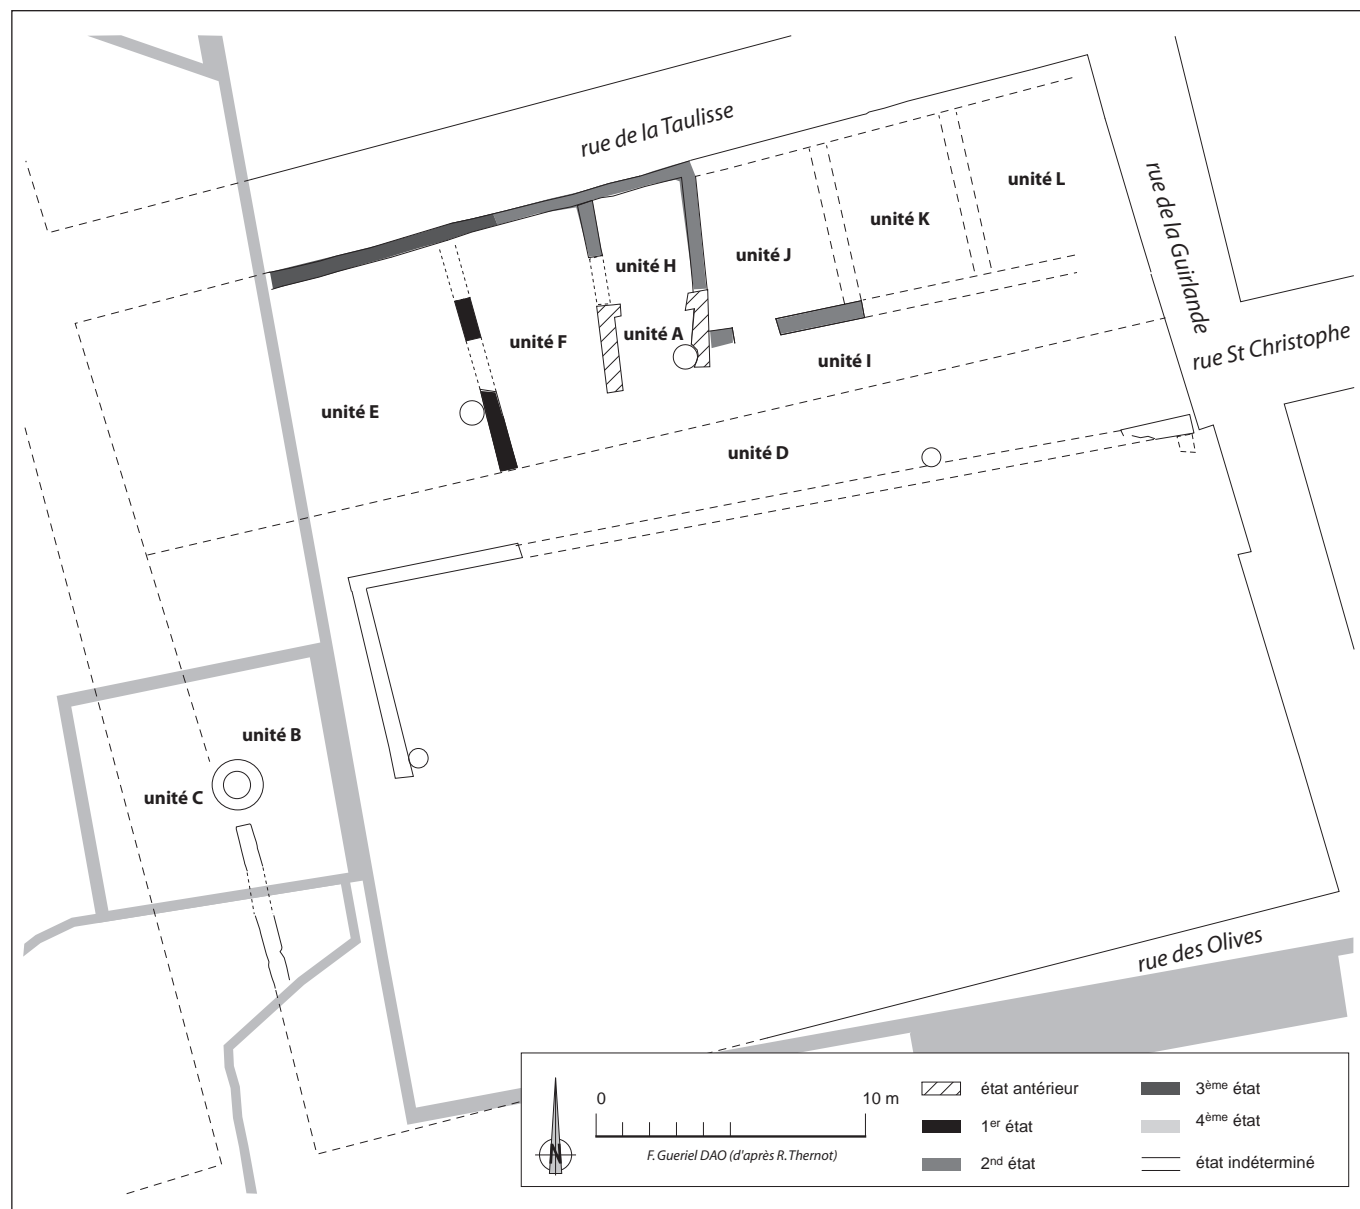 rue de la Taulisse
rue de la Guirlande
unité L
unité K
unité J
unité H
unité A
unité F
rue St Christophe
unité I
unité E
unité D
unité B
unité C
rue des Olives
N
0 10 m
F. Gueriel DAO (d'après R. Thernot)
état antérieur
1er état
2nd état
3ème état
4ème état
état indéterminé